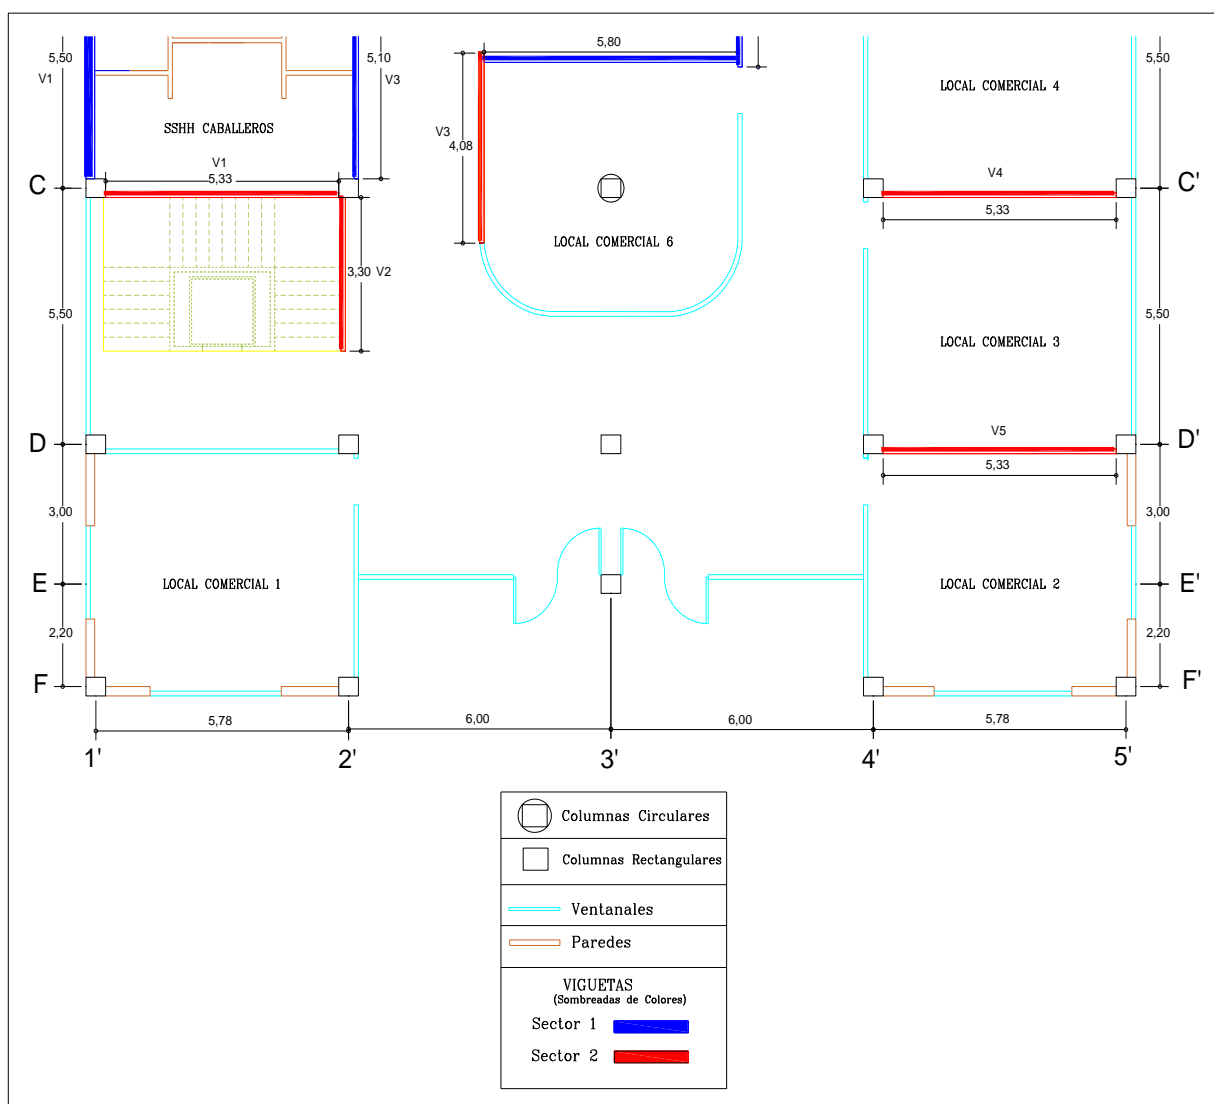 5,50
V1
5,10
V3
5,80
5,50
LOCAL COMERCIAL 4
SSHH CABALLEROS
V3
4,08
V1
5,33
V4
C
C'
5,33
LOCAL COMERCIAL 6
3,30 V2
5,50
5,50
LOCAL COMERCIAL 3
V5
D
D'
5,33
3,00
3,00
E
LOCAL COMERCIAL 1
LOCAL COMERCIAL 2
E'
2,20
2,20
F
F'
5,78
6,00
6,00
5,78
1'
2'
3'
4'
5'
Columnas Circulares
Columnas Rectangulares
Ventanales
Paredes
VIGUETAS
(Sombreadas de Colores)
Sector 1
Sector 2